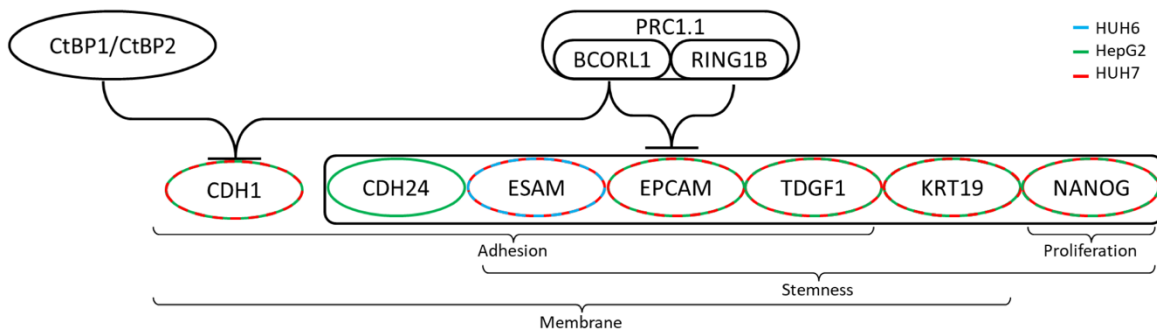 CtBP1/CtBP2
PRC1.1
BCORL1 RING1B
HUH6
HepG2
HUH7
CDH1 CDH24 ESAM EPCAM TDGF1 KRT19 NANOG
Adhesion Proliferation
Stemness
Membrane